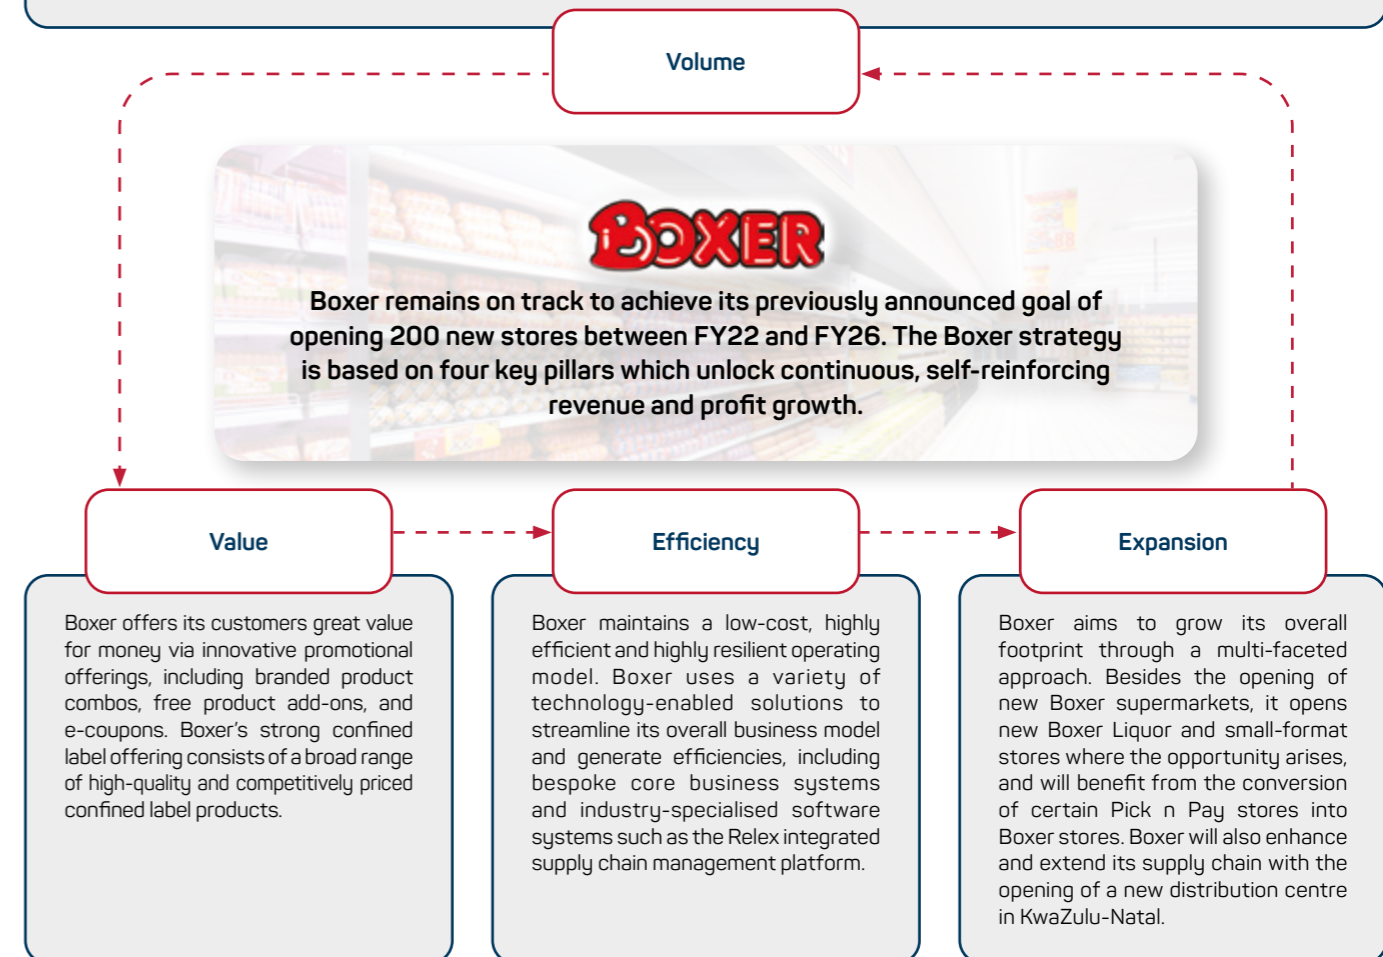 Volume
BOXER
Boxer remains on track to achieve its previously announced goal of
opening 200 new stores between FY22 and FY26. The Boxer strategy
is based on four key pillars which unlock continuous, self-reinforcing
revenue and profit growth.
Value
Boxer offers its customers great value
for money via innovative promotional
offerings, including branded product
combos, free product add-ons, and
e-coupons. Boxer’s strong confined
label offering consists of a broad range
of high-quality and competitively priced
confined label products.
Efficiency
Boxer maintains a low-cost, highly
efficient and highly resilient operating
model. Boxer uses a variety of
technology-enabled solutions to
streamline its overall business model
and generate efficiencies, including
bespoke core business systems
and industry-specialised software
systems such as the Relex integrated
supply chain management platform.
Expansion
Boxer aims to grow its overall
footprint through a multi-faceted
approach. Besides the opening of
new Boxer supermarkets, it opens
new Boxer Liquor and small-format
stores where the opportunity arises,
and will benefit from the conversion
of certain Pick n Pay stores into
Boxer stores. Boxer will also enhance
and extend its supply chain with the
opening of a new distribution centre
in KwaZulu-Natal.